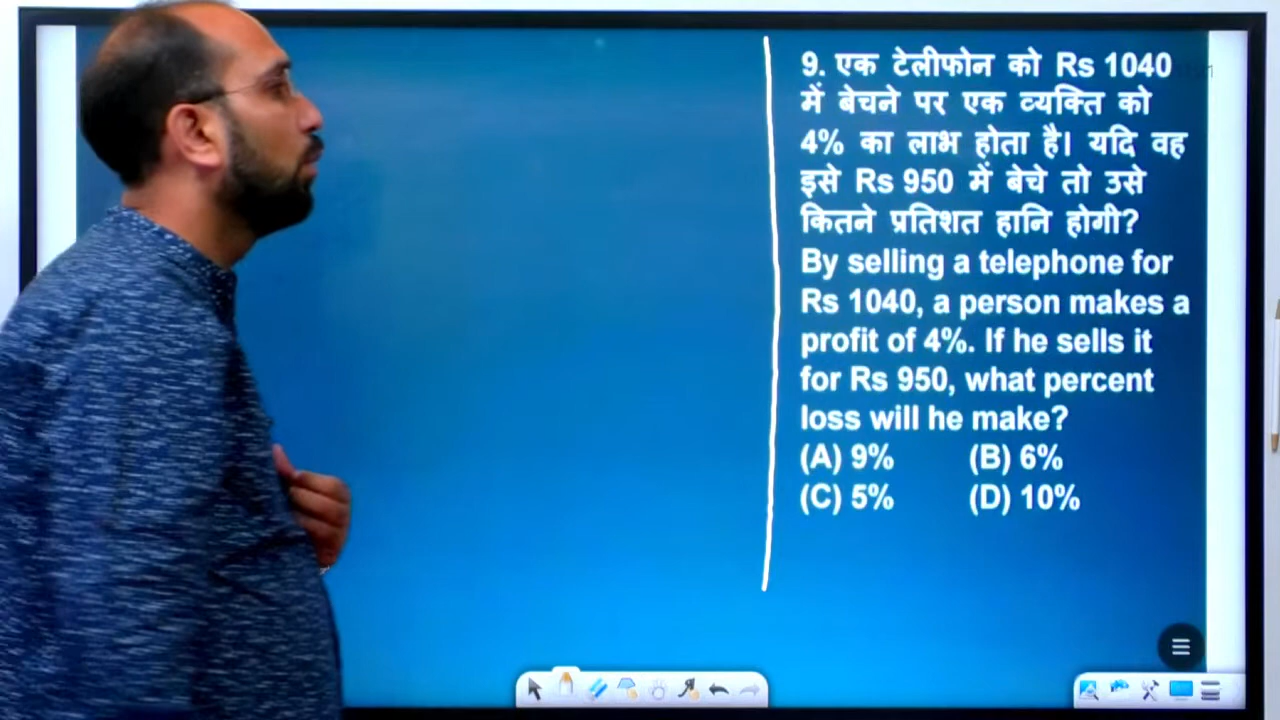 9. एक टेलीफोन को Rs 1040
में बेचने पर एक व्यक्ति को
4% का लाभ होता है। यदि वह
इसे Rs 950 में बेचे तो उसे
कितने प्रतिशत हानि होगी?
By selling a telephone for
Rs 1040, a person makes a
profit of 4%. If he sells it
for Rs 950, what percent
loss will he make?
(A) 9% (B) 6%
(C) 5% (D) 10%